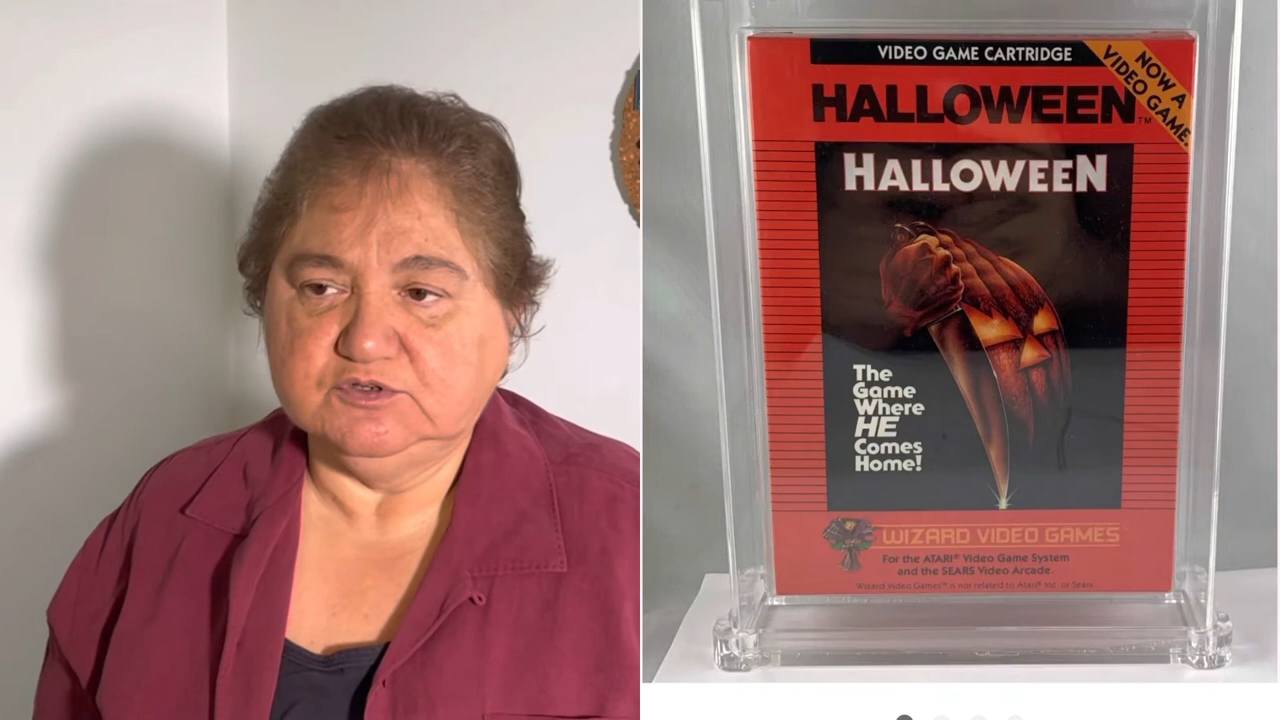 VIDEO GAME CARTRIDGE
NOW A
VIDEO GAME!
HALLOWEEN™
HALLOWEEN
The
Game
Where
HE
Comes
Home!
WIZARD VIDEO GAMES
For the ATARI® Video Game System
and the SEARS Video Arcade.
Wizard Video Games™ is not related to Atari® Inc. or Sears